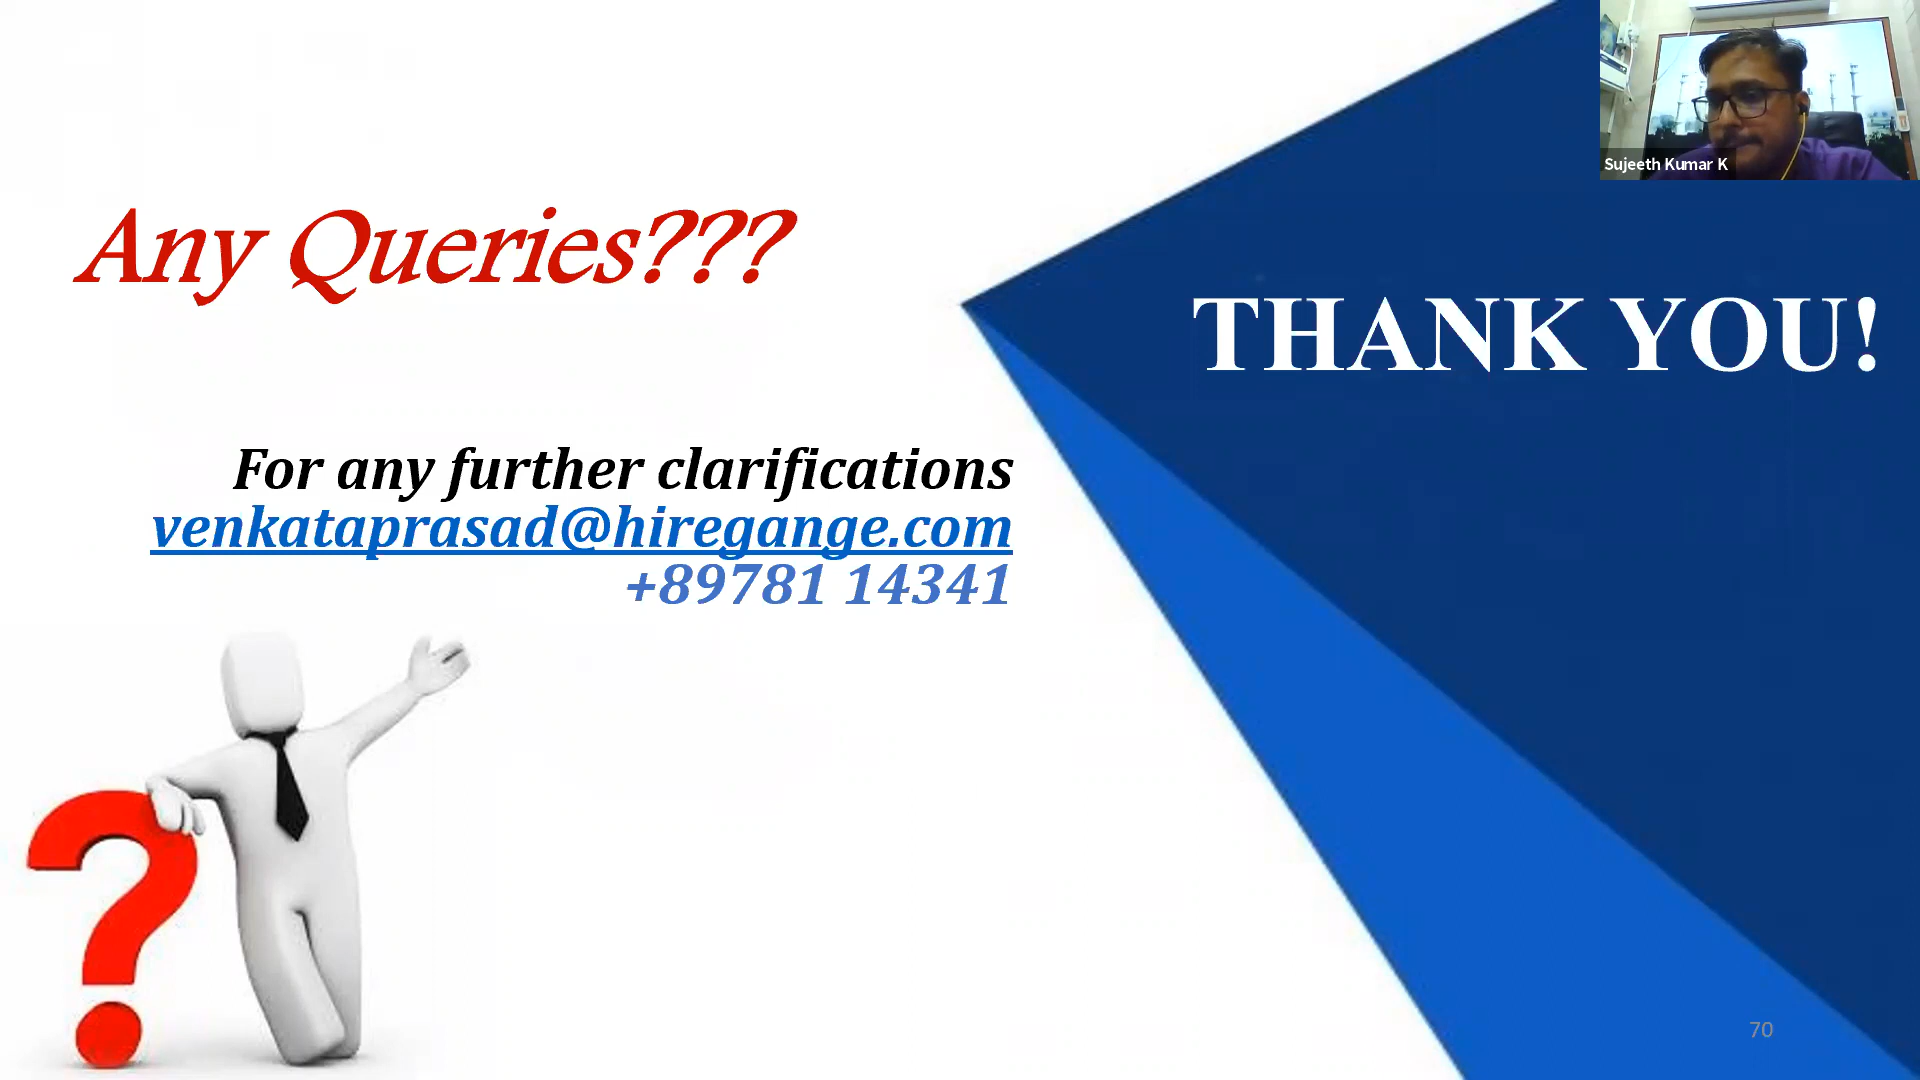 Sujeeth Kumar K
Any Queries???
THANK YOU!
For any further clarifications
venkataprasad@hiregange.com
+89781 14341
70